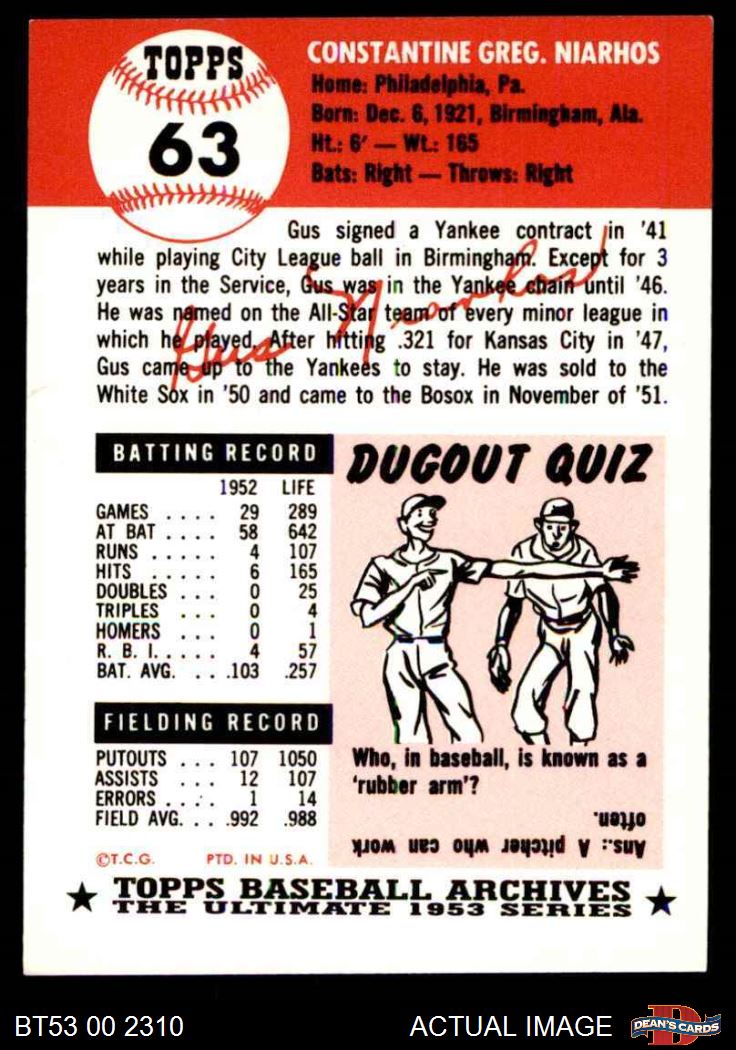 TOPPS
63
CONSTANTINE GREG. NIARHOS
Home: Philadelphia, Pa.
Born: Dec. 6, 1921, Birmingham, Ala.
Ht.: 6' — Wt.: 165
Bats: Right — Throws: Right
Gus signed a Yankee contract in '41
while playing City League ball in Birmingham. Except for 3
years in the Service, Gus was in the Yankee chain until '46.
He was named on the All-Star team of every minor league in
which he played. After hitting .321 for Kansas City in '47,
Gus came up to the Yankees to stay. He was sold to the
White Sox in '50 and came to the Bosox in November of '51.
Gus Niarhos
BATTING RECORD
1952 LIFE
GAMES .... 29 289
AT BAT .... 58 642
RUNS ..... 4 107
HITS ..... 6 165
DOUBLES ... 0 25
TRIPLES ... 0 4
HOMERS ... 0 1
R. B. I. .... 4 57
BAT. AVG. ... .103 .257
FIELDING RECORD
PUTOUTS ... 107 1050
ASSISTS .... 12 107
ERRORS .... 1 14
FIELD AVG. ... .992 .988
©T.C.G. PTD. IN U.S.A.
DUGOUT QUIZ
Who, in baseball, is known as a
'rubber arm'?
Ans.: A pitcher who can work
often.
★ TOPPS BASEBALL ARCHIVES ★
THE ULTIMATE 1953 SERIES
BT53 00 2310 ACTUAL IMAGE
D
DEAN'S CARDS